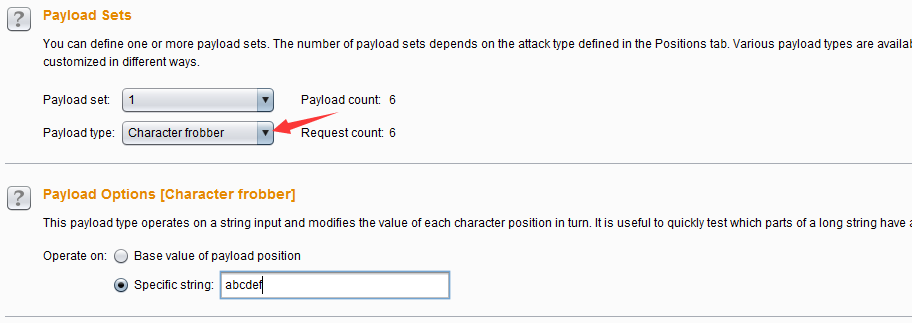 ?
Payload Sets
You can define one or more payload sets. The number of payload sets depends on the attack type defined in the Positions tab. Various payload types are availab
customized in different ways.
Payload set: 1 Payload count: 6
Payload type: Character frobber Request count: 6
?
Payload Options [Character frobber]
This payload type operates on a string input and modifies the value of each character position in turn. It is useful to quickly test which parts of a long string have a
Operate on: Base value of payload position
Specific string: abcdef